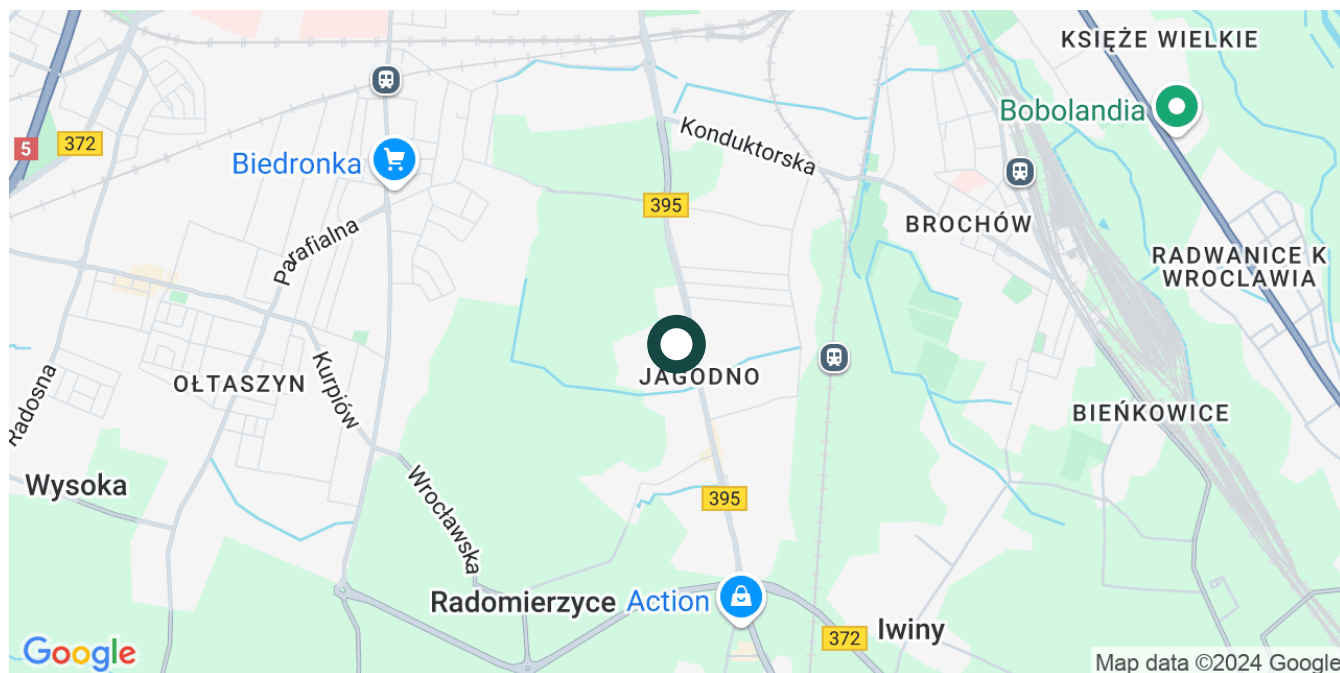 KSIĘŻE WIELKIE
Bobolandia
372
5
Biedronka
Konduktorska
395
BROCHÓW
Parafialna
RADWANICE K
WROCLAWIA
Radosna
OŁTASZYN
Kurpiów
JAGODNO
BIEŃKOWICE
Wysoka
Wrocławska
395
Radomierzyce
Action
372
Iwiny
Google
Map data ©2024 Google